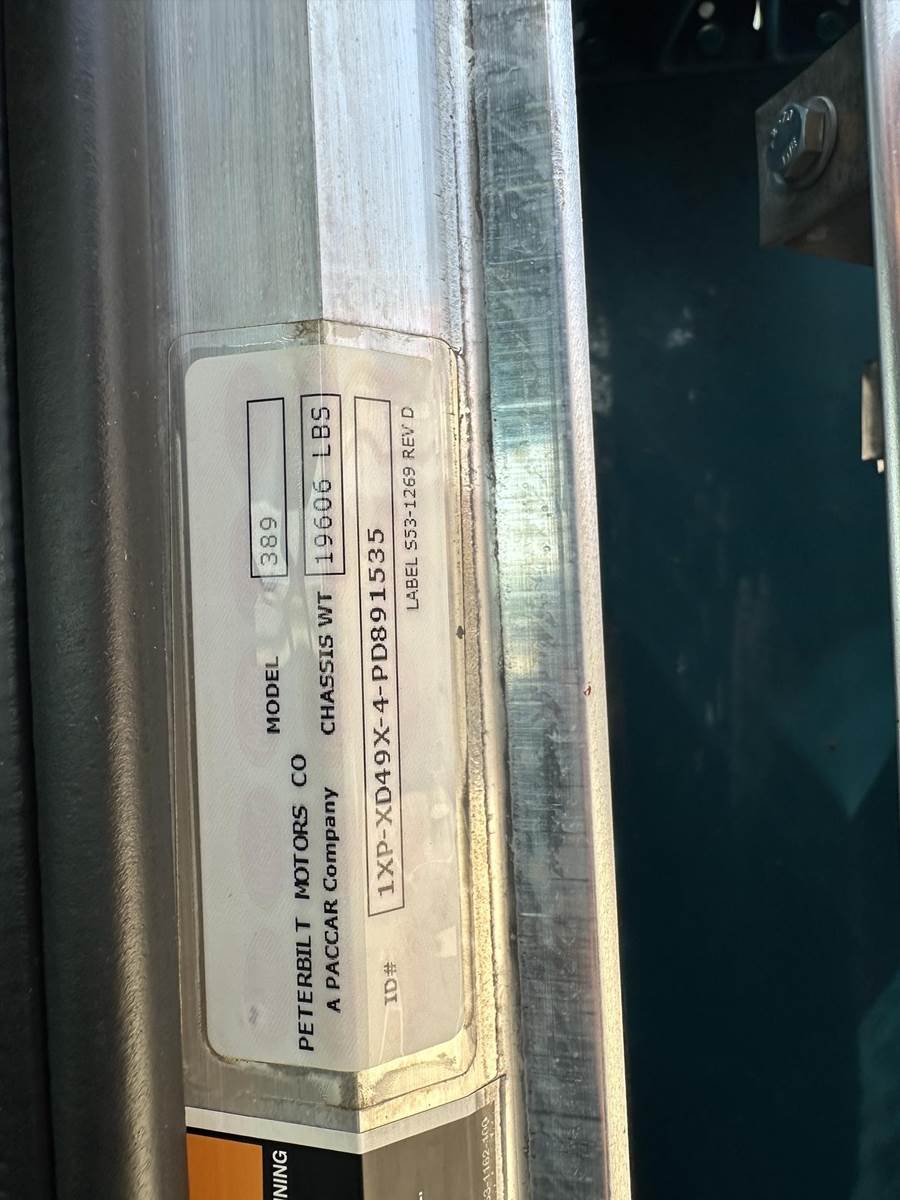 MODEL 389
PETERBILT MOTORS CO
CHASSIS WT 19606 LBS
A PACCAR Company
ID# 1XP-XD49X-4-PD891535
LABEL S53-1269 REV D